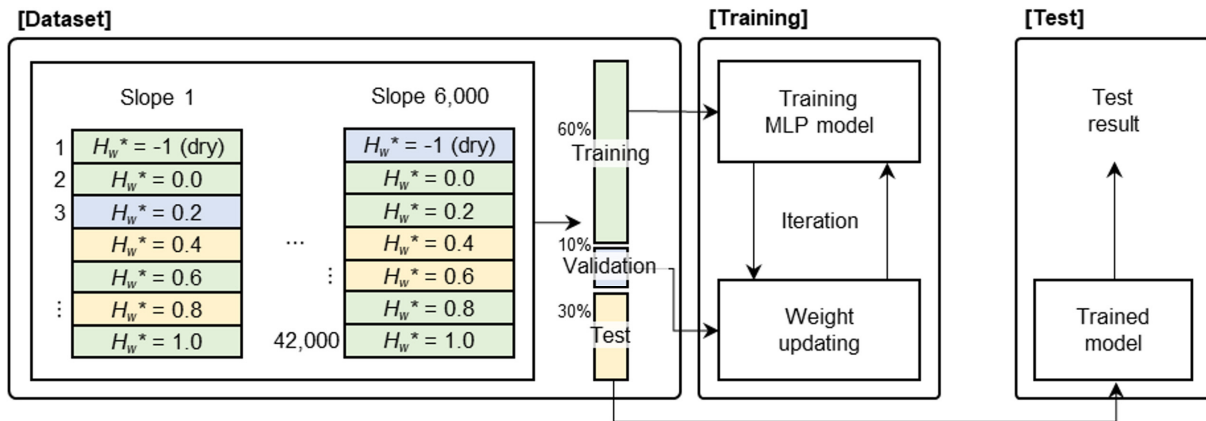 [Dataset]
Slope 1
1
H_w* = -1 (dry)
2
H_w* = 0.0
3
H_w* = 0.2
H_w* = 0.4
H_w* = 0.6
⋮
H_w* = 0.8
H_w* = 1.0
...
⋮
42,000
Slope 6,000
H_w* = -1 (dry)
H_w* = 0.0
H_w* = 0.2
H_w* = 0.4
H_w* = 0.6
H_w* = 0.8
H_w* = 1.0
60%
Training
10%
Validation
30%
Test
[Training]
Training
MLP model
Iteration
Weight
updating
[Test]
Test
result
Trained
model